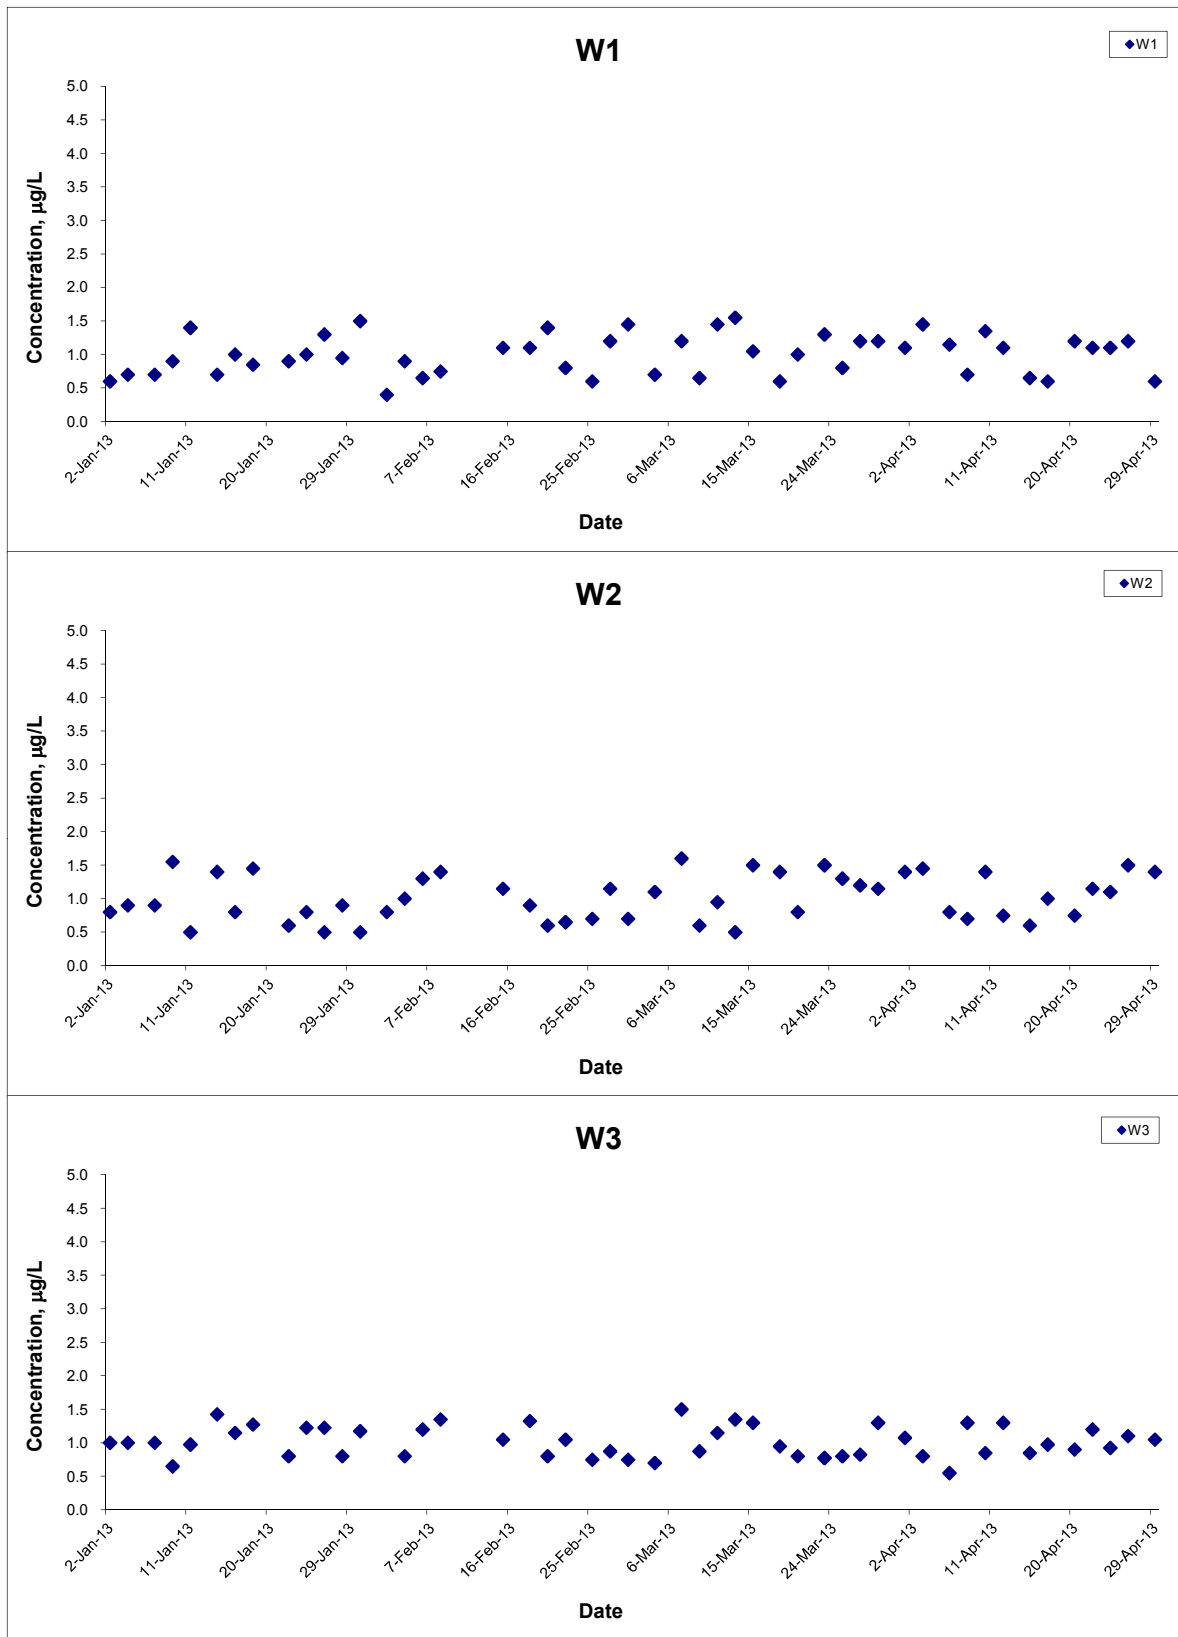 W1
W1
5.0
4.5
4.0
3.5
3.0
2.5
2.0
1.5
1.0
0.5
0.0
Concentration, µg/L
2-Jan-13
11-Jan-13
20-Jan-13
29-Jan-13
7-Feb-13
16-Feb-13
25-Feb-13
6-Mar-13
15-Mar-13
24-Mar-13
2-Apr-13
11-Apr-13
20-Apr-13
29-Apr-13
Date
W2
W2
5.0
4.5
4.0
3.5
3.0
2.5
2.0
1.5
1.0
0.5
0.0
Concentration, µg/L
2-Jan-13
11-Jan-13
20-Jan-13
29-Jan-13
7-Feb-13
16-Feb-13
25-Feb-13
6-Mar-13
15-Mar-13
24-Mar-13
2-Apr-13
11-Apr-13
20-Apr-13
29-Apr-13
Date
W3
W3
5.0
4.5
4.0
3.5
3.0
2.5
2.0
1.5
1.0
0.5
0.0
Concentration, µg/L
2-Jan-13
11-Jan-13
20-Jan-13
29-Jan-13
7-Feb-13
16-Feb-13
25-Feb-13
6-Mar-13
15-Mar-13
24-Mar-13
2-Apr-13
11-Apr-13
20-Apr-13
29-Apr-13
Date